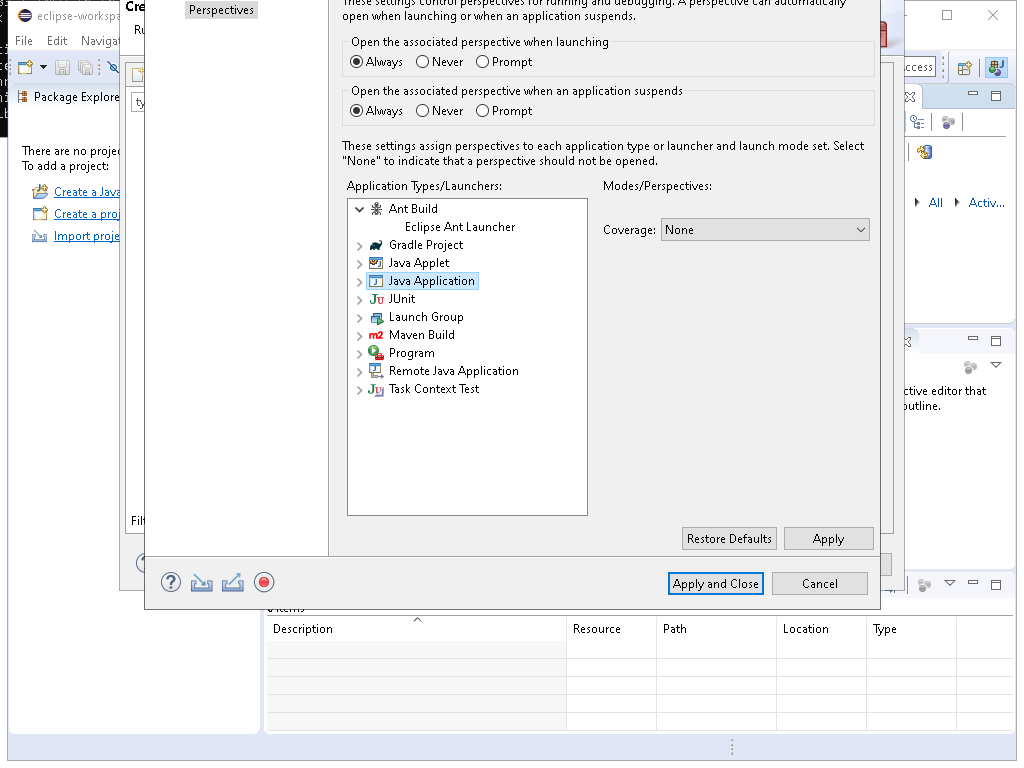 Perspectives
These settings control perspectives for running and debugging. A perspective can automatically
open when launching or when an application suspends.
Open the associated perspective when launching
Always Never Prompt
Open the associated perspective when an application suspends
Always Never Prompt
These settings assign perspectives to each application type or launcher and launch mode set. Select
"None" to indicate that a perspective should not be opened.
Application Types/Launchers:
Modes/Perspectives:
Ant Build
Eclipse Ant Launcher
Gradle Project
Java Applet
Java Application
JUnit
Launch Group
Maven Build
Program
Remote Java Application
Task Context Test
Coverage: None
Restore Defaults Apply
Apply and Close Cancel
eclipse-workspa
File Edit Navigat
Package Explore
There are no projec
To add a project:
Create a Java
Create a proj
Import proje
Cre
Ru
ty
Filt
ccess
All Activ...
ctive editor that
outline.
items
Description Resource Path Location Type